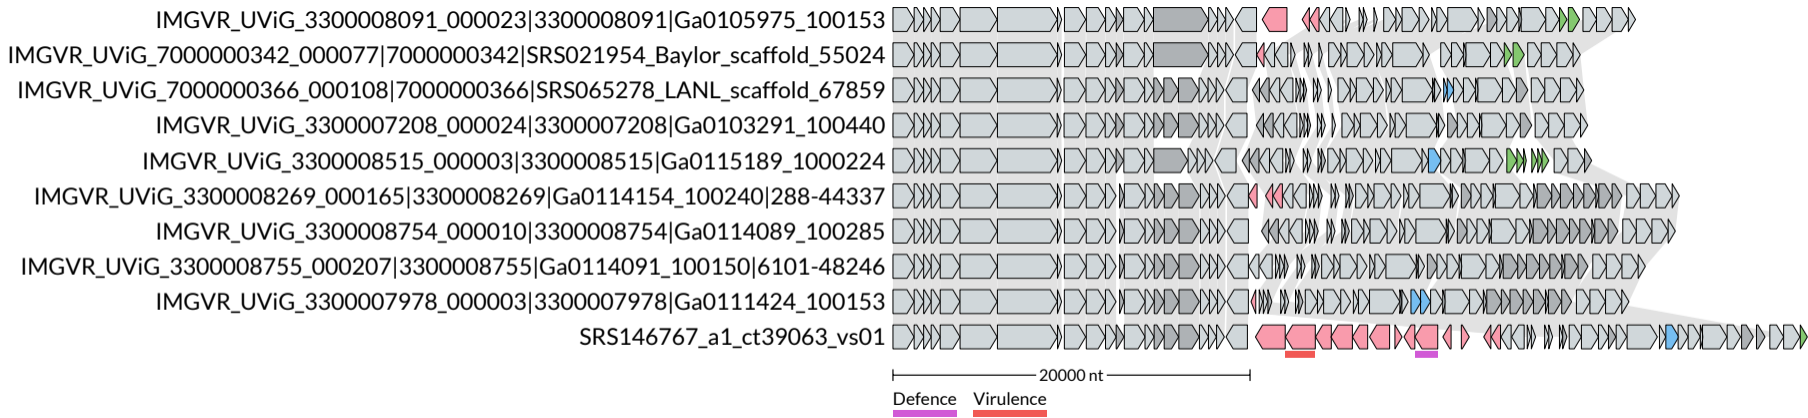 IMGVR_UViG_3300008091_000023|3300008091|Ga0105975_100153
IMGVR_UViG_7000000342_000077|7000000342|SRS021954_Baylor_scaffold_55024
IMGVR_UViG_7000000366_000108|7000000366|SRS065278_LANL_scaffold_67859
IMGVR_UViG_3300007208_000024|3300007208|Ga0103291_100440
IMGVR_UViG_3300008515_000003|3300008515|Ga0115189_1000224
IMGVR_UViG_3300008269_000165|3300008269|Ga0114154_100240|288-44337
IMGVR_UViG_3300008754_000010|3300008754|Ga0114089_100285
IMGVR_UViG_3300008755_000207|3300008755|Ga0114091_100150|6101-48246
IMGVR_UViG_3300007978_000003|3300007978|Ga0111424_100153
SRS146767_a1_ct39063_vs01
20000 nt
Defence Virulence